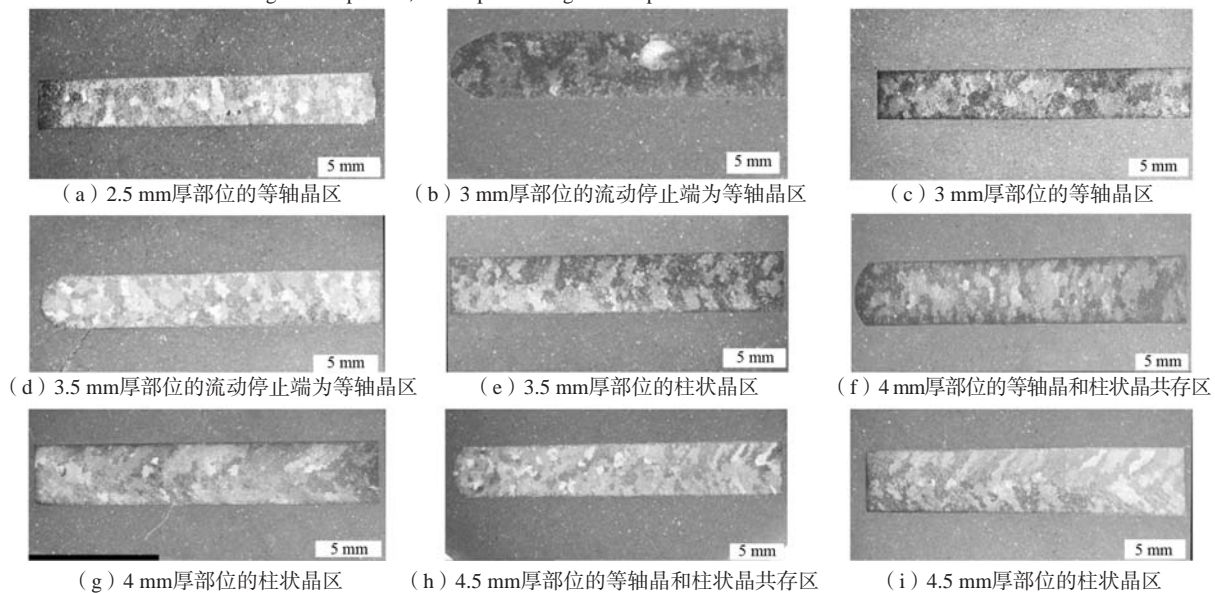 5 mm
5 mm
5 mm
（a）2.5 mm厚部位的等轴晶区
（b）3 mm厚部位的流动停止端为等轴晶区
（c）3 mm厚部位的等轴晶区
5 mm
5 mm
5 mm
（d）3.5 mm厚部位的流动停止端为等轴晶区
（e）3.5 mm厚部位的柱状晶区
（f）4 mm厚部位的等轴晶和柱状晶共存区
5 mm
5 mm
5 mm
（g）4 mm厚部位的柱状晶区
（h）4.5 mm厚部位的等轴晶和柱状晶共存区
（i）4.5 mm厚部位的柱状晶区